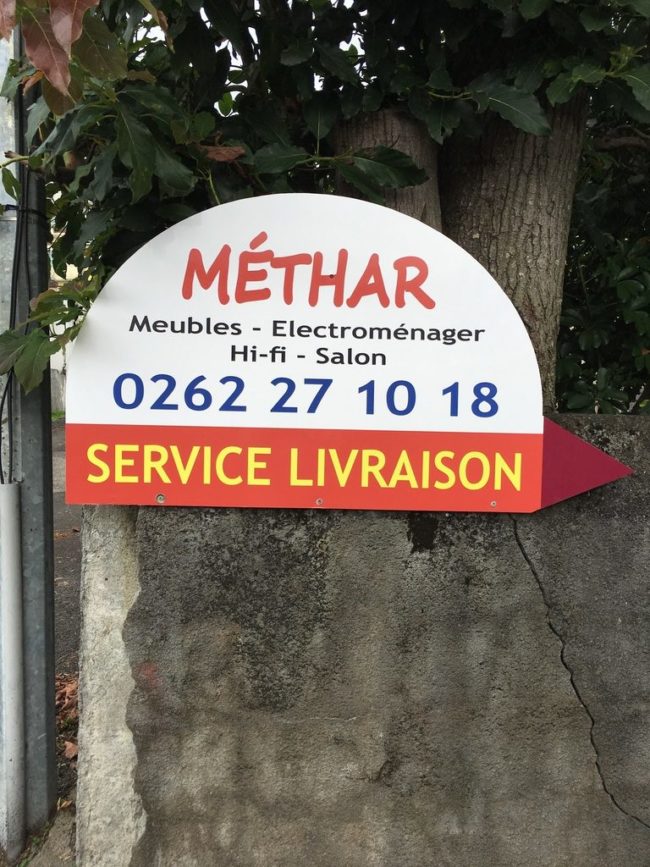 MÉTHAR
Meubles - Electroménager
Hi-fi - Salon
0262 27 10 18
SERVICE LIVRAISON